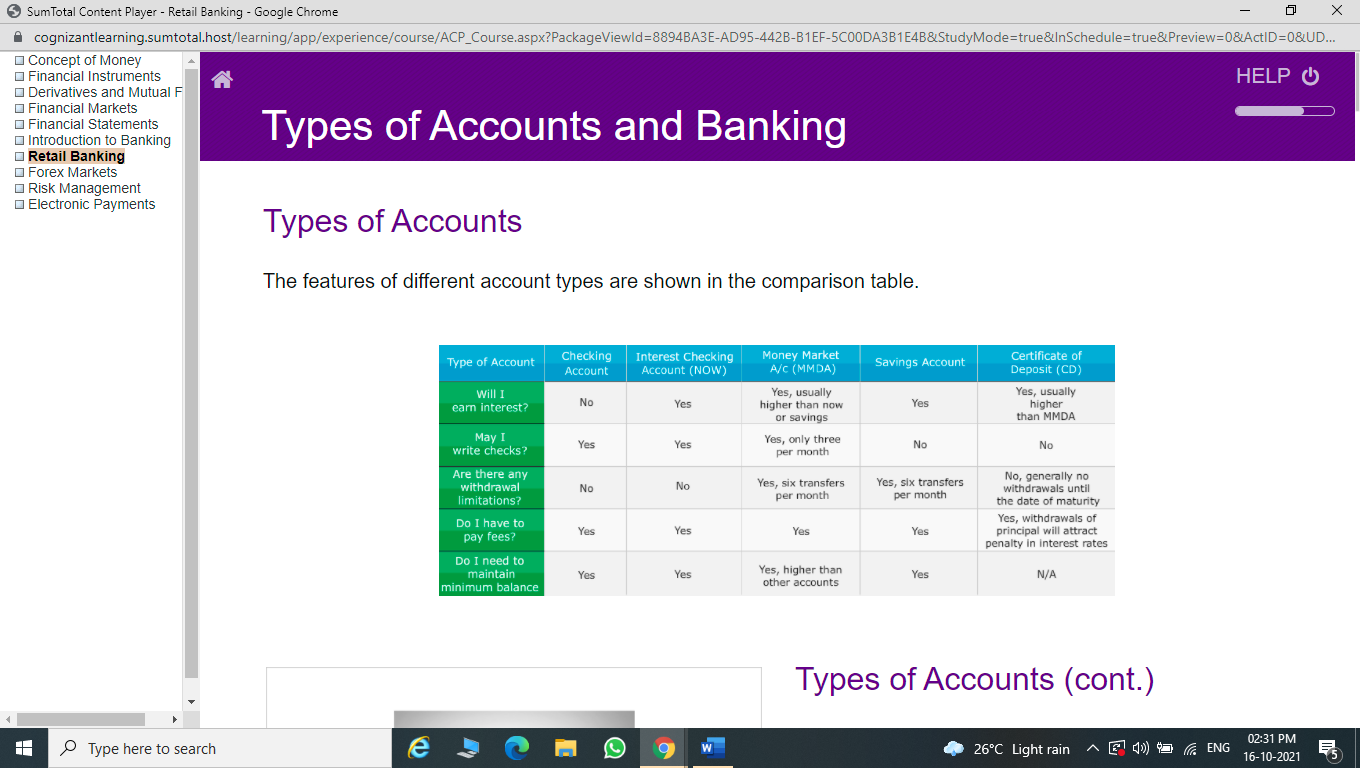 SumTotal Content Player - Retail Banking - Google Chrome
cognizantlearning.sumtotal.host/learning/app/experience/course/ACP_Course.aspx?PackageViewId=8894BA3E-AD95-442B-B1EF-5C00DA3B1E4B&StudyMode=true&InSchedule=true&Preview=0&ActID=0&UD...
Concept of Money
Financial Instruments
Derivatives and Mutual F
Financial Markets
Financial Statements
Introduction to Banking
Retail Banking
Forex Markets
Risk Management
Electronic Payments
HELP
Types of Accounts and Banking
Types of Accounts
The features of different account types are shown in the comparison table.
Type of Account
Checking
Account
Interest Checking
Account (NOW)
Money Market
A/c (MMDA)
Savings Account
Certificate of
Deposit (CD)
Will I
earn interest?
No
Yes
Yes, usually
higher than now
or savings
Yes
Yes, usually
higher
than MMDA
May I
write checks?
Yes
Yes
Yes, only three
per month
No
No
Are there any
withdrawal
limitations?
No
No
Yes, six transfers
per month
Yes, six transfers
per month
No, generally no
withdrawals until
the date of maturity
Do I have to
pay fees?
Yes
Yes
Yes
Yes
Yes, withdrawals of
principal will attract
penalty in interest rates
Do I need to
maintain
minimum balance
Yes
Yes
Yes, higher than
other accounts
Yes
N/A
Types of Accounts (cont.)
Type here to search
26°C Light rain
ENG
02:31 PM
16-10-2021
5